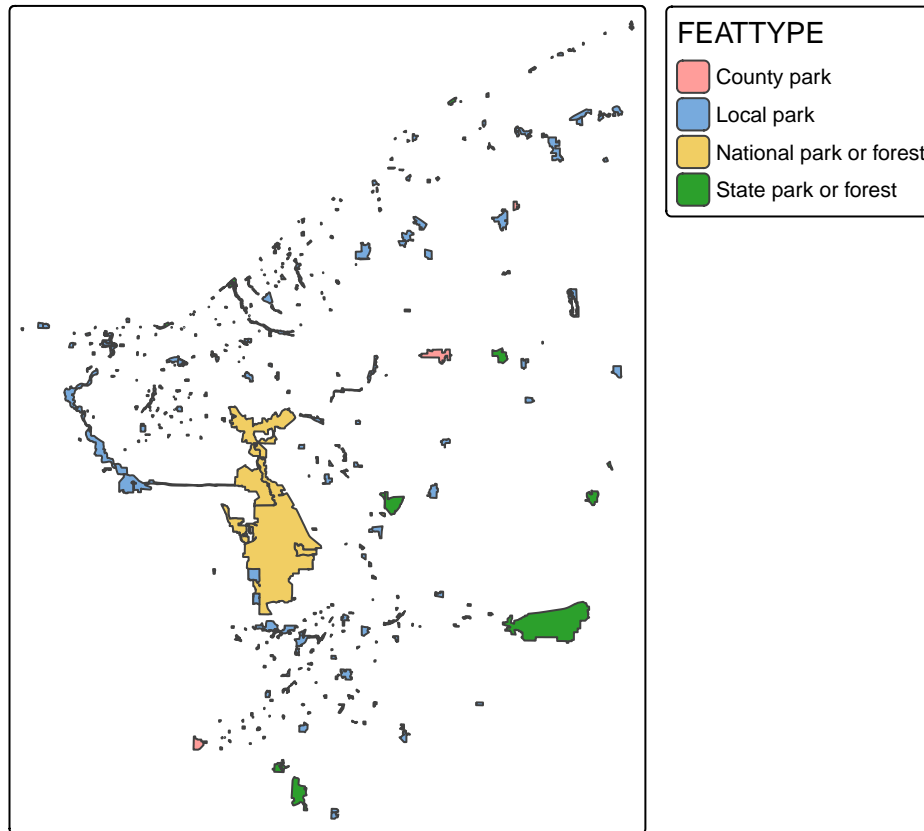 FEATTYPE
County park
Local park
National park or forest
State park or forest